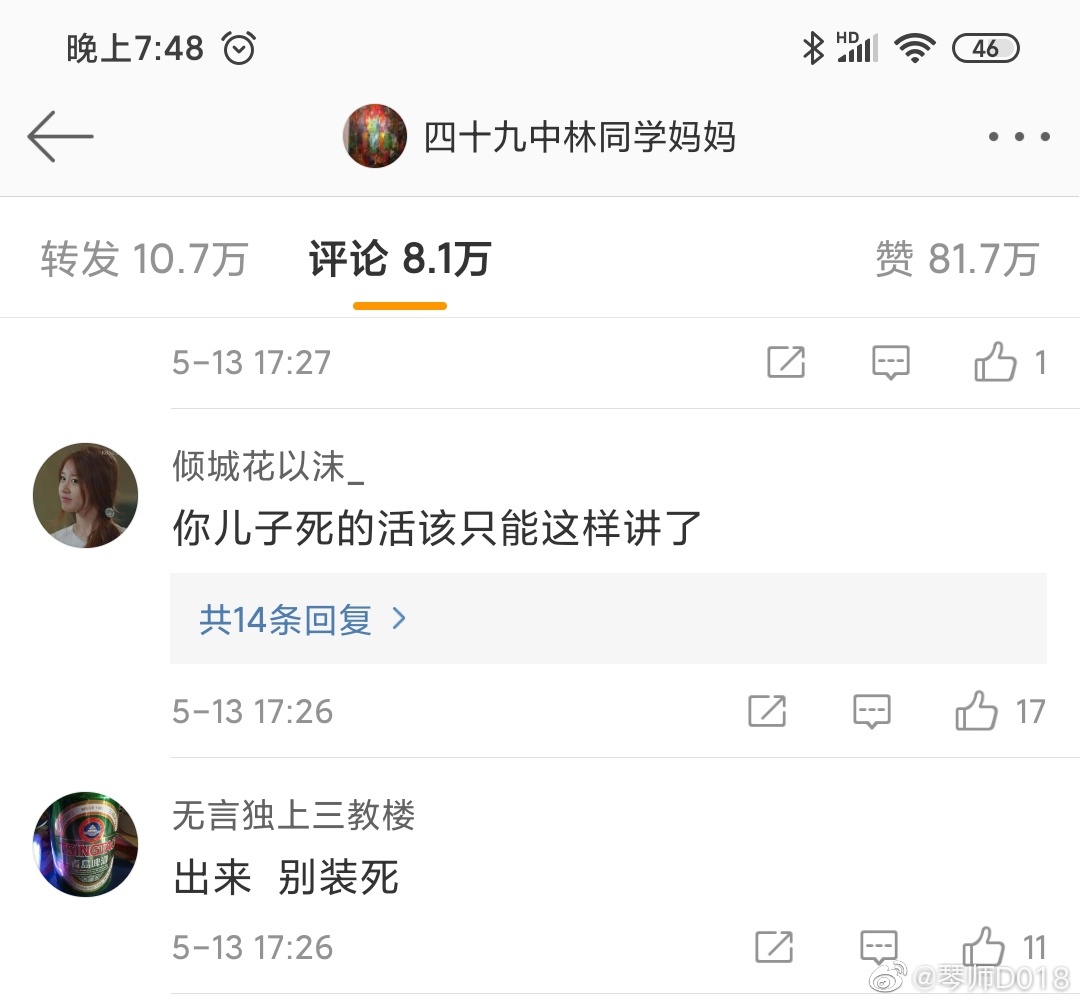 晚上7:48 HD 46
四十九中林同学妈妈
转发 10.7万 评论 8.1万 赞 81.7万
5-13 17:27 1
倾城花以沫_
你儿子死的活该只能这样讲了
共14条回复
5-13 17:26 17
无言独上三教楼
出来 别装死
5-13 17:26 11
@琴师D018